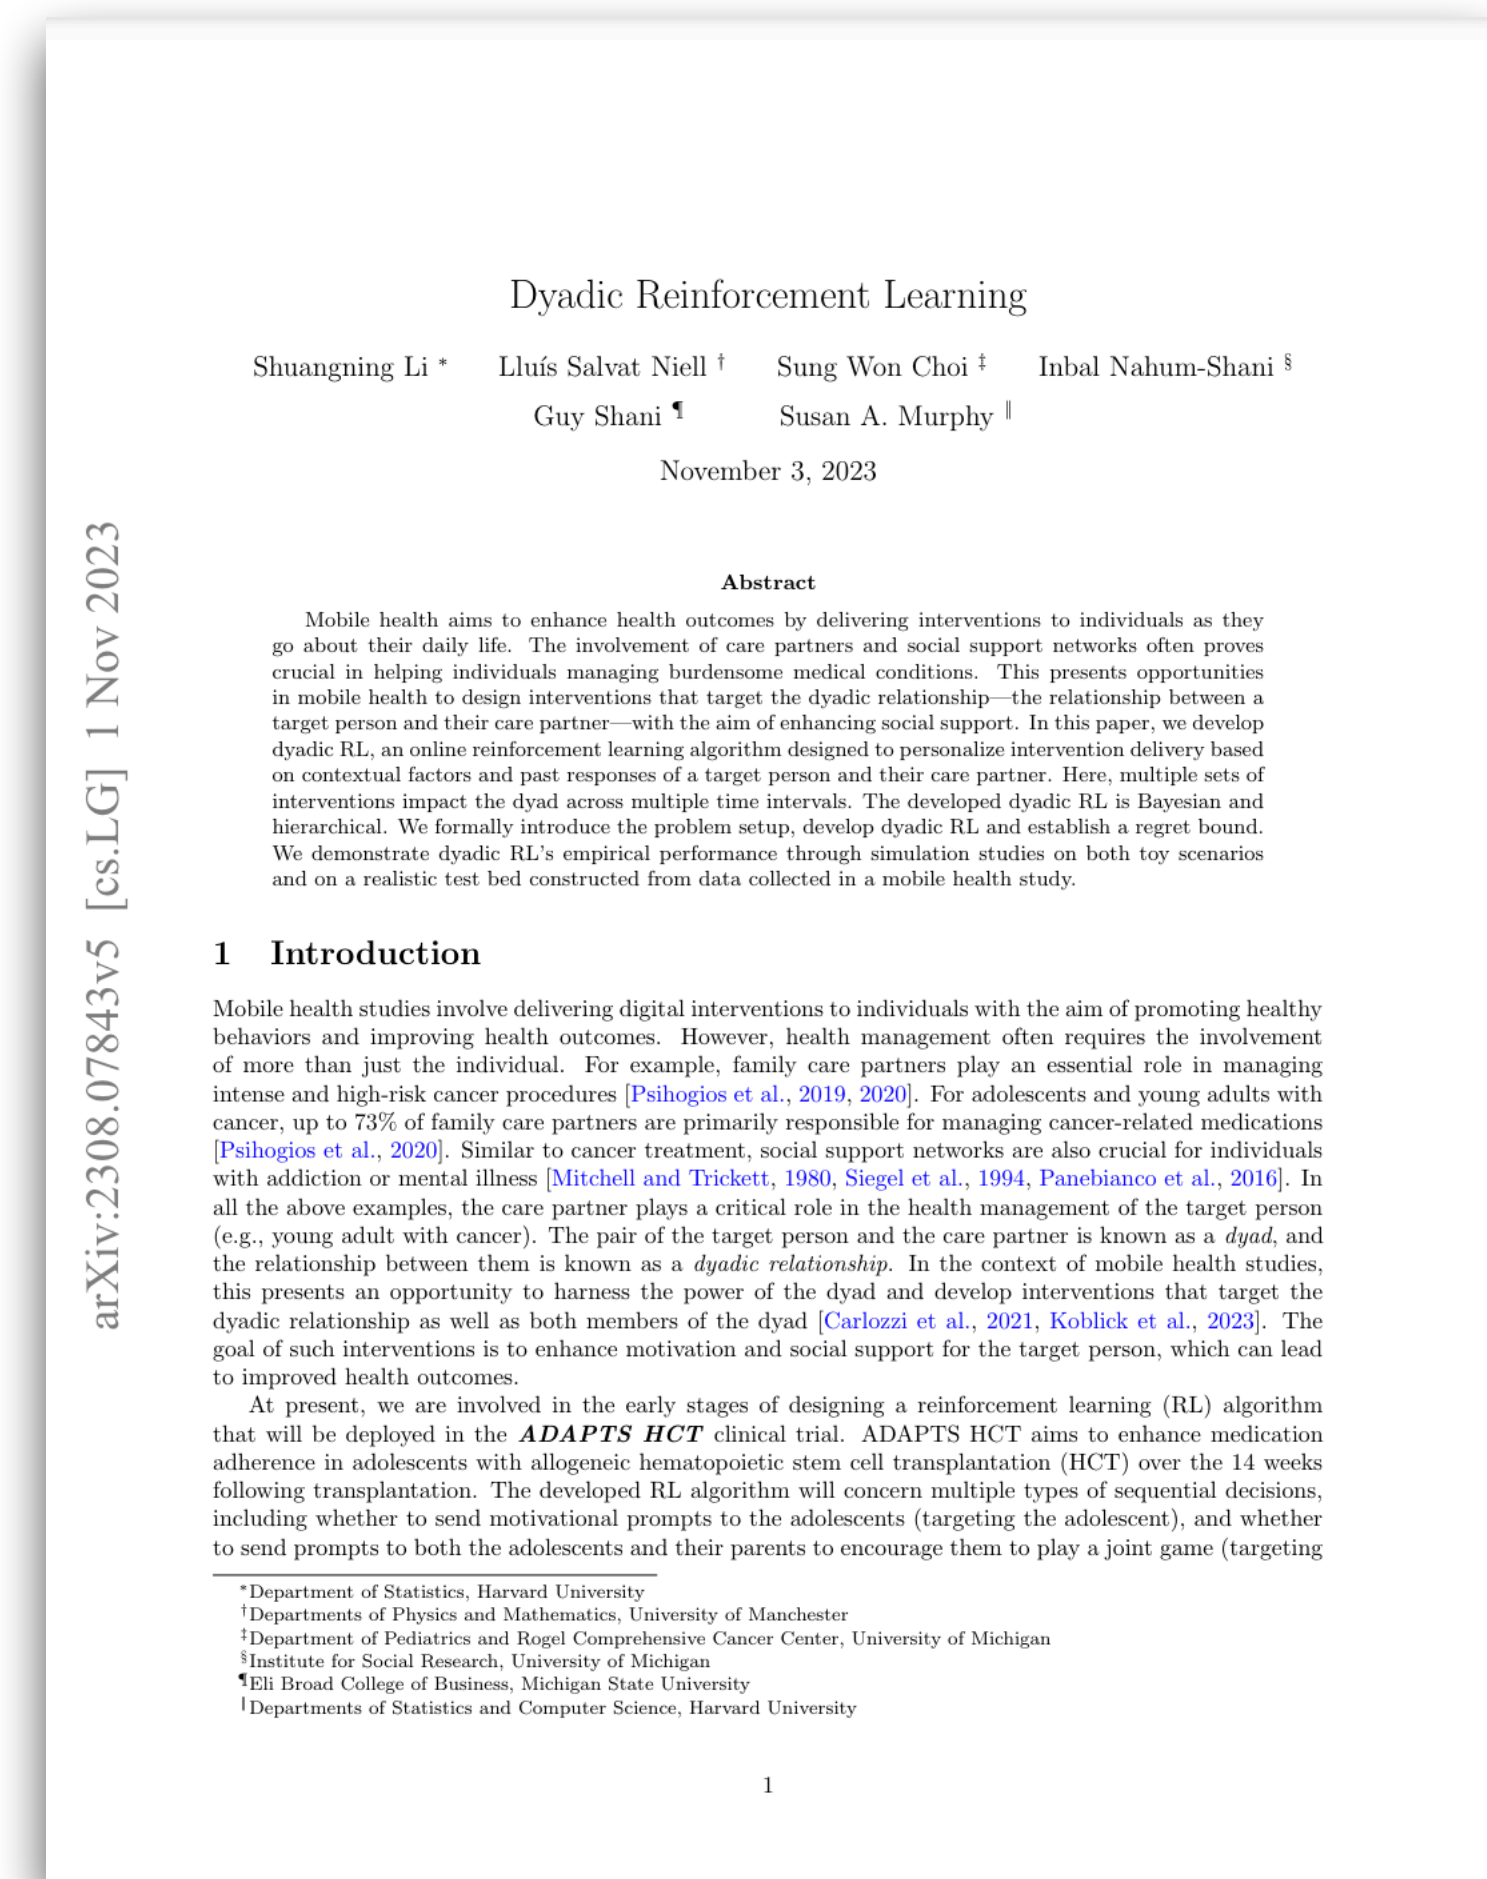 Dyadic Reinforcement Learning
Shuangning Li * Lluís Salvat Niell † Sung Won Choi ‡ Inbal Nahum-Shani §
Guy Shani ¶ Susan A. Murphy ‖
November 3, 2023
arXiv:2308.07843v5 [cs.LG] 1 Nov 2023
Abstract
Mobile health aims to enhance health outcomes by delivering interventions to individuals as they
go about their daily life. The involvement of care partners and social support networks often proves
crucial in helping individuals managing burdensome medical conditions. This presents opportunities
in mobile health to design interventions that target the dyadic relationship—the relationship between a
target person and their care partner—with the aim of enhancing social support. In this paper, we develop
dyadic RL, an online reinforcement learning algorithm designed to personalize intervention delivery based
on contextual factors and past responses of a target person and their care partner. Here, multiple sets of
interventions impact the dyad across multiple time intervals. The developed dyadic RL is Bayesian and
hierarchical. We formally introduce the problem setup, develop dyadic RL and establish a regret bound.
We demonstrate dyadic RL's empirical performance through simulation studies on both toy scenarios
and on a realistic test bed constructed from data collected in a mobile health study.
1 Introduction
Mobile health studies involve delivering digital interventions to individuals with the aim of promoting healthy
behaviors and improving health outcomes. However, health management often requires the involvement
of more than just the individual. For example, family care partners play an essential role in managing
intense and high-risk cancer procedures [Psihogios et al., 2019, 2020]. For adolescents and young adults with
cancer, up to 73% of family care partners are primarily responsible for managing cancer-related medications
[Psihogios et al., 2020]. Similar to cancer treatment, social support networks are also crucial for individuals
with addiction or mental illness [Mitchell and Trickett, 1980, Siegel et al., 1994, Panebianco et al., 2016]. In
all the above examples, the care partner plays a critical role in the health management of the target person
(e.g., young adult with cancer). The pair of the target person and the care partner is known as a dyad, and
the relationship between them is known as a dyadic relationship. In the context of mobile health studies,
this presents an opportunity to harness the power of the dyad and develop interventions that target the
dyadic relationship as well as both members of the dyad [Carlozzi et al., 2021, Koblick et al., 2023]. The
goal of such interventions is to enhance motivation and social support for the target person, which can lead
to improved health outcomes.
At present, we are involved in the early stages of designing a reinforcement learning (RL) algorithm
that will be deployed in the ADAPTS HCT clinical trial. ADAPTS HCT aims to enhance medication
adherence in adolescents with allogeneic hematopoietic stem cell transplantation (HCT) over the 14 weeks
following transplantation. The developed RL algorithm will concern multiple types of sequential decisions,
including whether to send motivational prompts to the adolescents (targeting the adolescent), and whether
to send prompts to both the adolescents and their parents to encourage them to play a joint game (targeting
*Department of Statistics, Harvard University
†Departments of Physics and Mathematics, University of Manchester
‡Department of Pediatrics and Rogel Comprehensive Cancer Center, University of Michigan
§Institute for Social Research, University of Michigan
¶Eli Broad College of Business, Michigan State University
‖Departments of Statistics and Computer Science, Harvard University
1